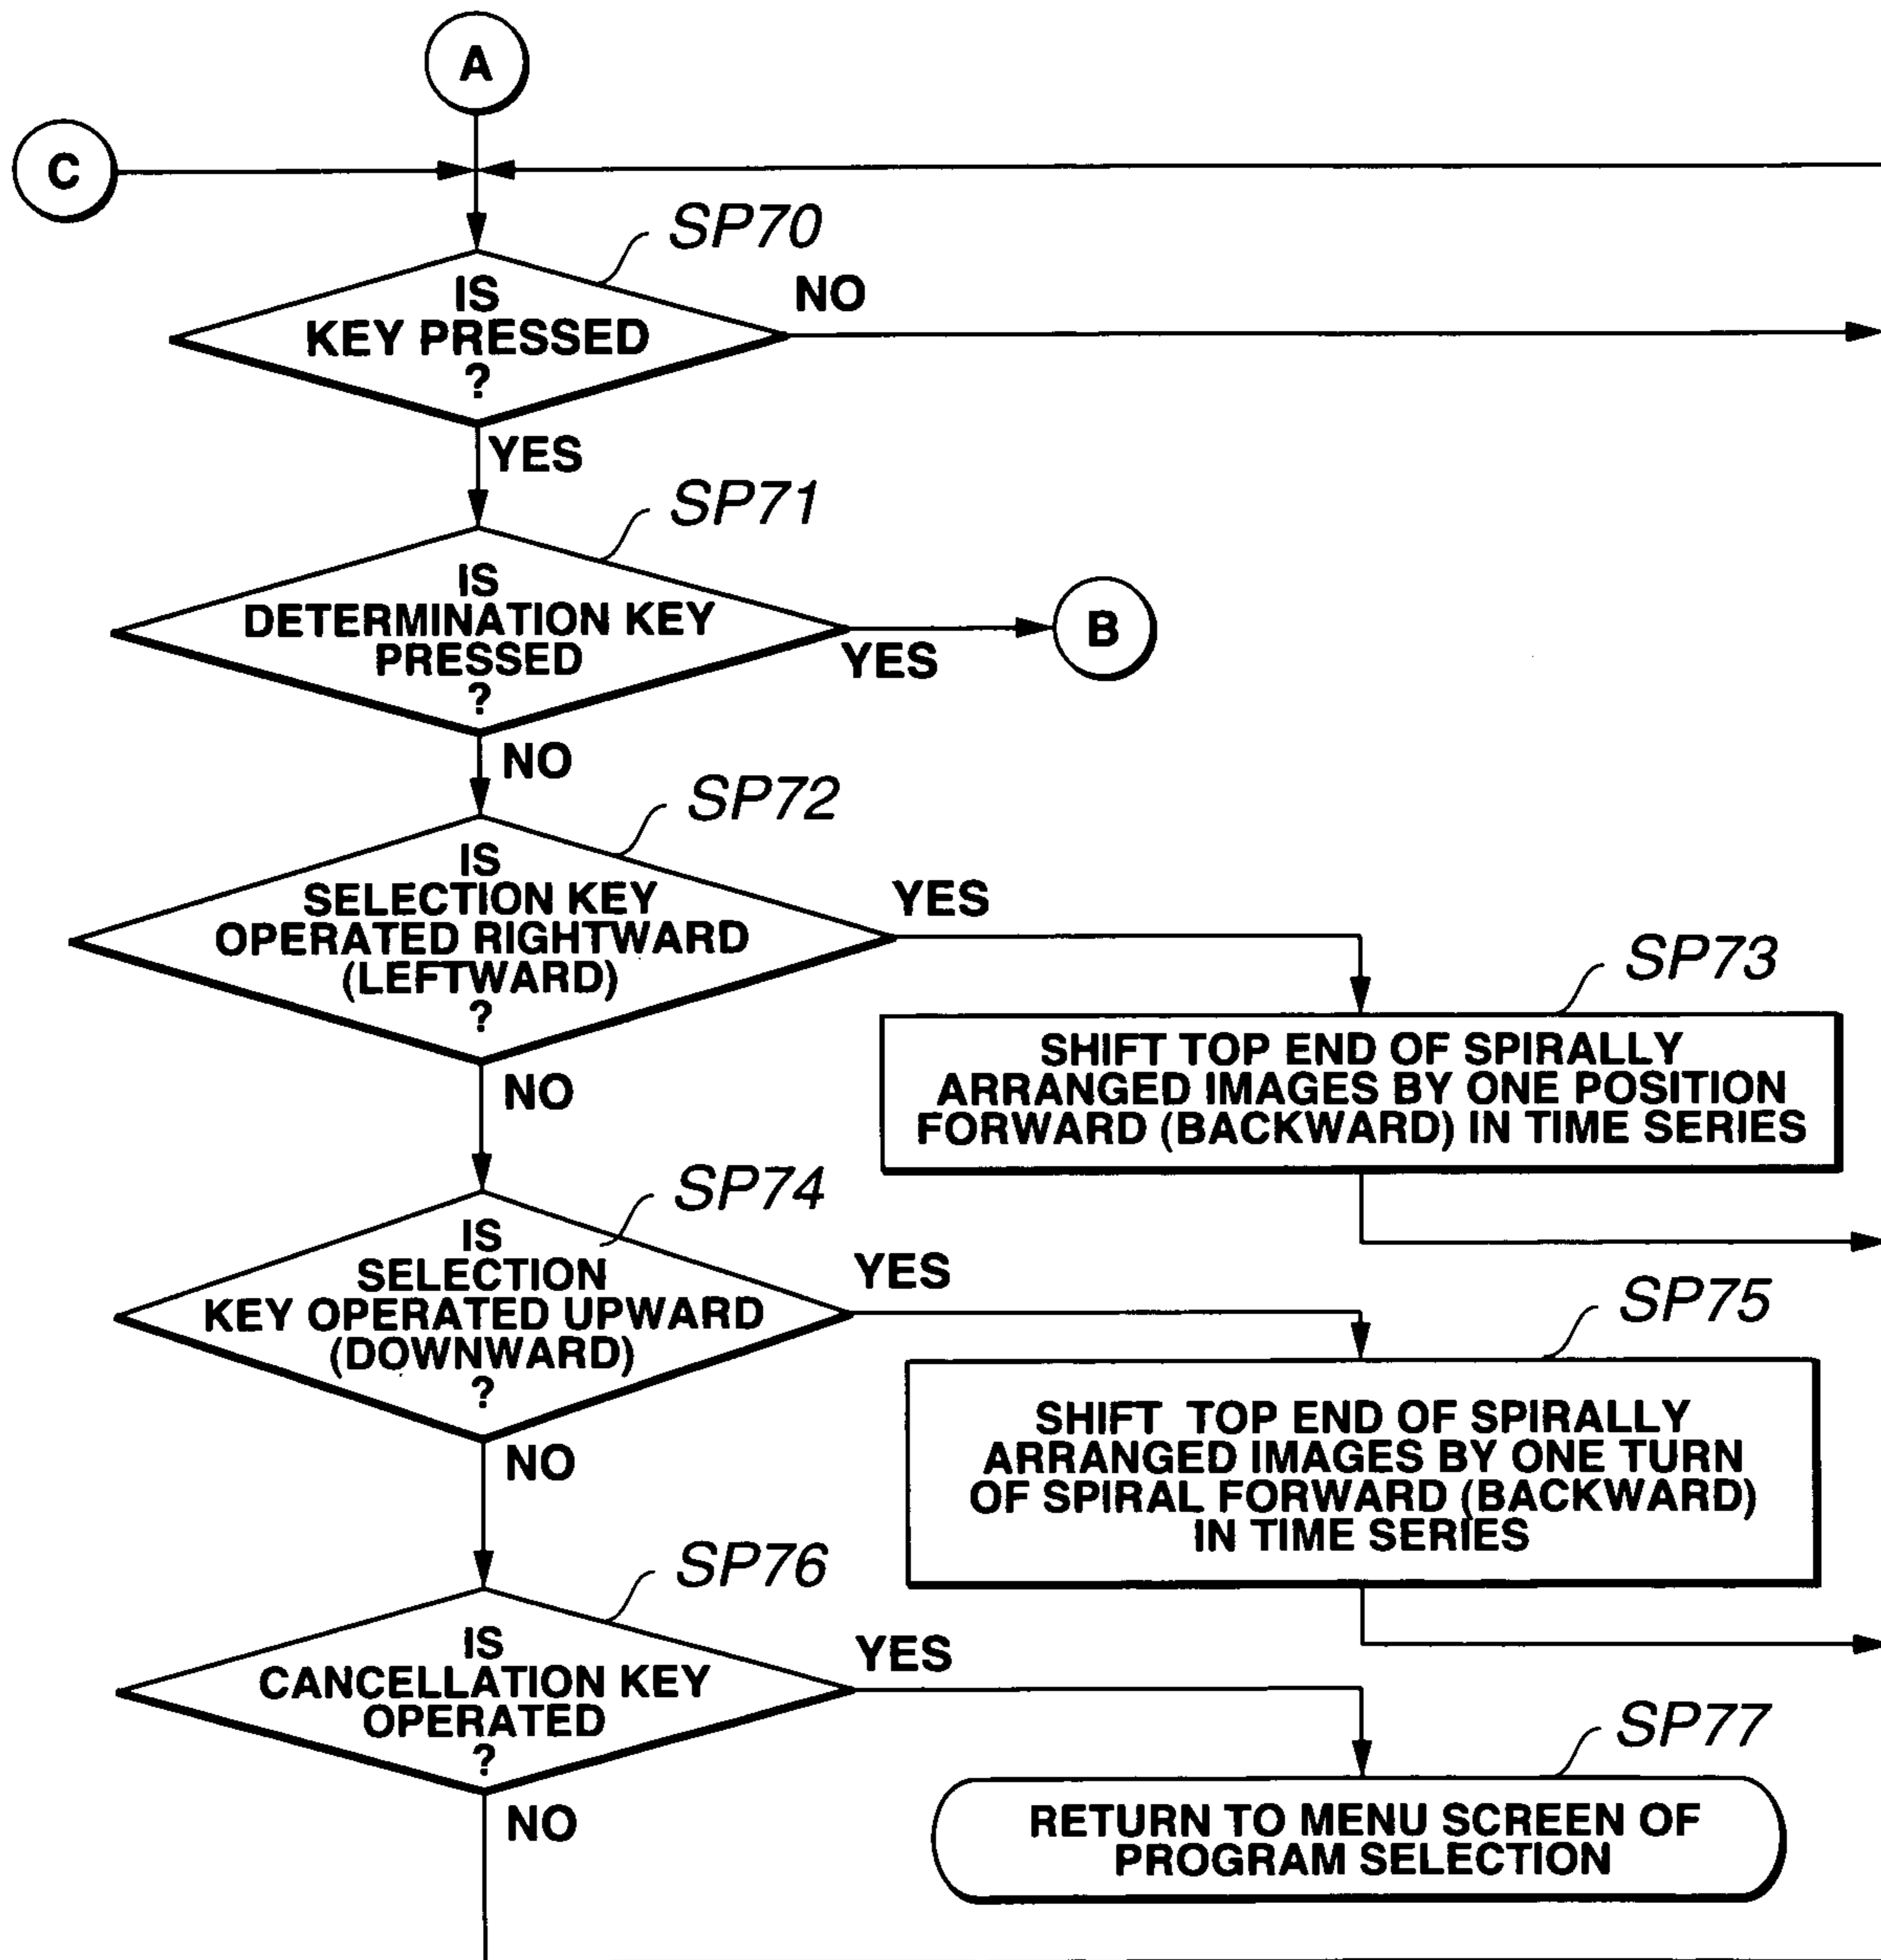 A
C
SP70
IS
KEY PRESSED
?
NO
YES
SP71
IS
DETERMINATION KEY
PRESSED
?
YES
B
NO
SP72
IS
SELECTION KEY
OPERATED RIGHTWARD
(LEFTWARD)
?
YES
NO
SP73
SHIFT TOP END OF SPIRALLY
ARRANGED IMAGES BY ONE POSITION
FORWARD (BACKWARD) IN TIME SERIES
SP74
IS
SELECTION
KEY OPERATED UPWARD
(DOWNWARD)
?
YES
NO
SP75
SHIFT TOP END OF SPIRALLY
ARRANGED IMAGES BY ONE TURN
OF SPIRAL FORWARD (BACKWARD)
IN TIME SERIES
SP76
IS
CANCELLATION KEY
OPERATED
?
YES
NO
SP77
RETURN TO MENU SCREEN OF
PROGRAM SELECTION